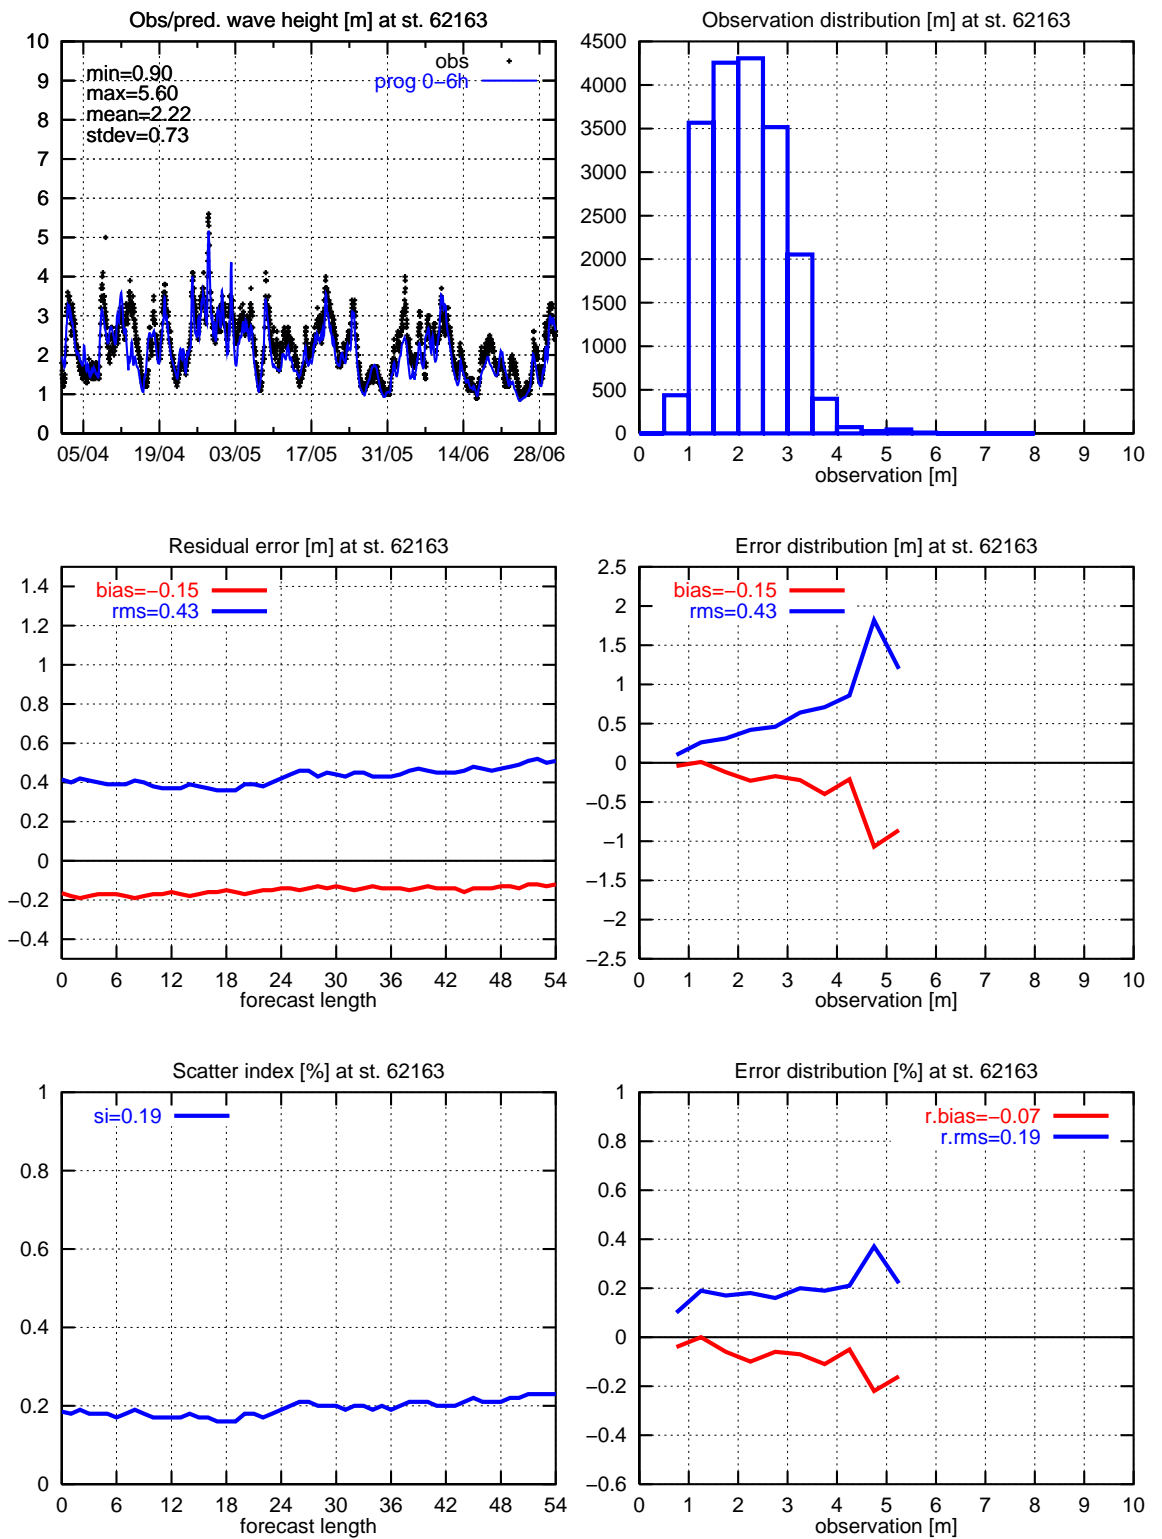 Obs/pred. wave height [m] at st. 62163
10
9
8
7
6
5
4
3
2
1
0
min=0.90
max=5.60
mean=2.22
stdev=0.73
obs
prog 0−6h
05/04 19/04 03/05 17/05 31/05 14/06 28/06
Observation distribution [m] at st. 62163
4500
4000
3500
3000
2500
2000
1500
1000
500
0
0 1 2 3 4 5 6 7 8 9 10
observation [m]
Residual error [m] at st. 62163
1.4
1.2
1
0.8
0.6
0.4
0.2
0
−0.2
−0.4
bias=−0.15
rms=0.43
0 6 12 18 24 30 36 42 48 54
forecast length
Error distribution [m] at st. 62163
2.5
2
1.5
1
0.5
0
−0.5
−1
−1.5
−2
−2.5
bias=−0.15
rms=0.43
0 1 2 3 4 5 6 7 8 9 10
observation [m]
Scatter index [%] at st. 62163
1
0.8
0.6
0.4
0.2
0
si=0.19
0 6 12 18 24 30 36 42 48 54
forecast length
Error distribution [%] at st. 62163
1
0.8
0.6
0.4
0.2
0
−0.2
−0.4
−0.6
r.bias=−0.07
r.rms=0.19
0 1 2 3 4 5 6 7 8 9 10
observation [m]